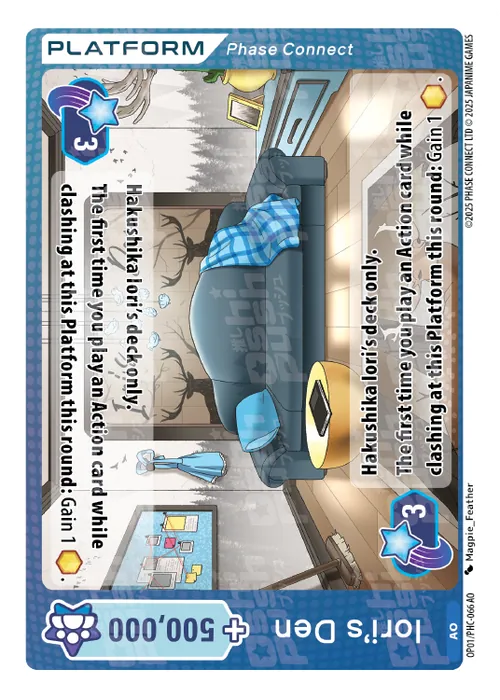 PLATFORM
Phase Connect
3
Hakushika Iori's deck only.
The first time you play an Action card while
clashing at this Platform this round: Gain 1
.
Hakushika Iori's deck only.
The first time you play an Action card while
clashing at this Platform this round: Gain 1
.
3
+500,000
Iori's Den
AO
OP01/PHC-066 AO
Magpie_Feather
©2025 PHASE CONNECT LTD © 2025 JAPANIME GAMES